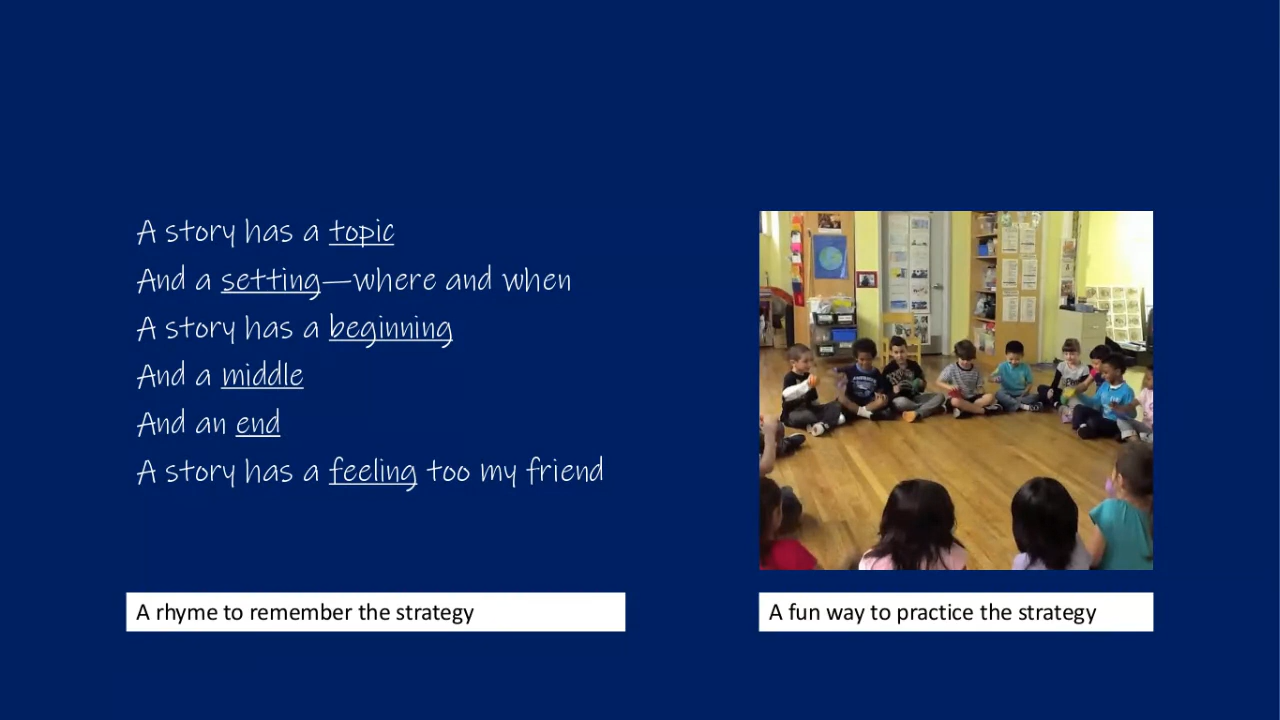 A story has a topic
And a setting—where and when
A story has a beginning
And a middle
And an end
A story has a feeling too my friend
A rhyme to remember the strategy
A fun way to practice the strategy